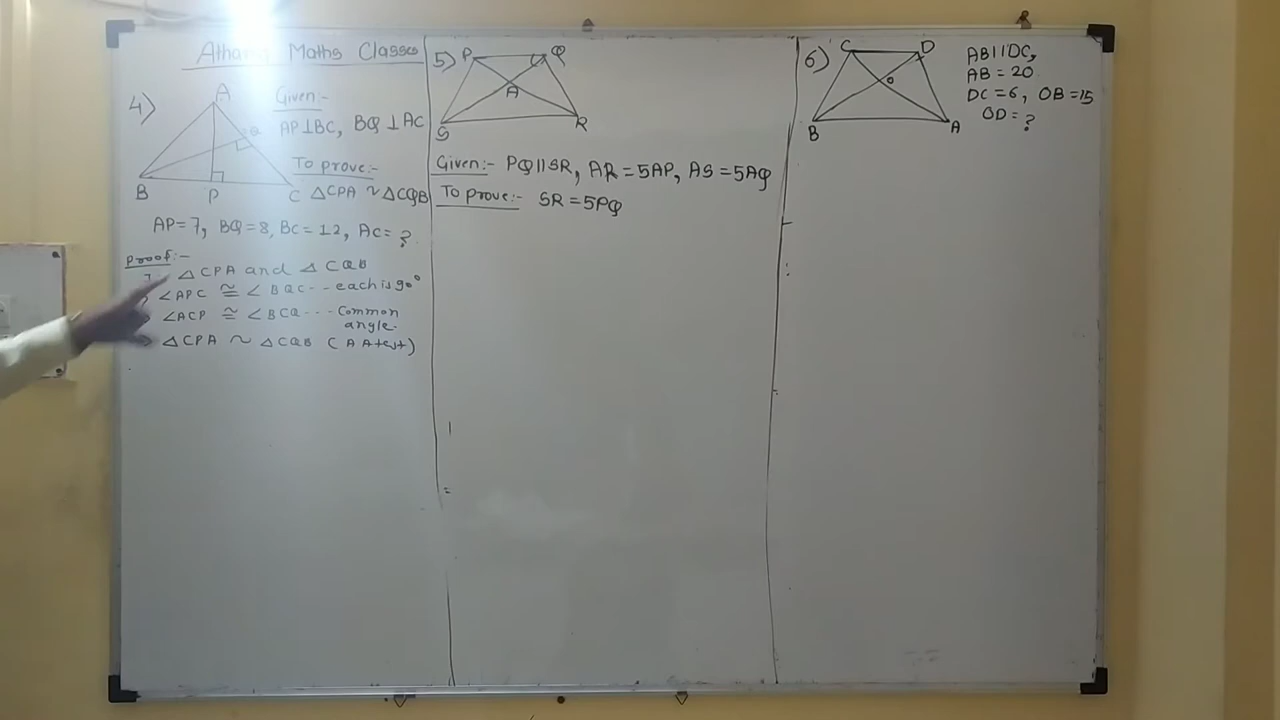 Maths Classes
4)
A
Q
B
P
C
Given:-
AP⊥BC, BQ⊥AC
To prove:-
△CPA ~ △CQB
AP=7, BQ=8, BC=12, AC=?
Proof:-
△CPA and △CQB
∠APC ≅ ∠BQC -- each is 90°
∠ACP ≅ ∠BCQ --- Common
angle.
△CPA ~ △CQB (AA test)
5)
P
Q
A
S
R
Given:- PQ||SR, AR=5AP, AS=5AQ
To prove:- SR=5PQ
6)
C
D
O
B
A
AB||DC,
AB=20
DC=6, OB=15
OD=?